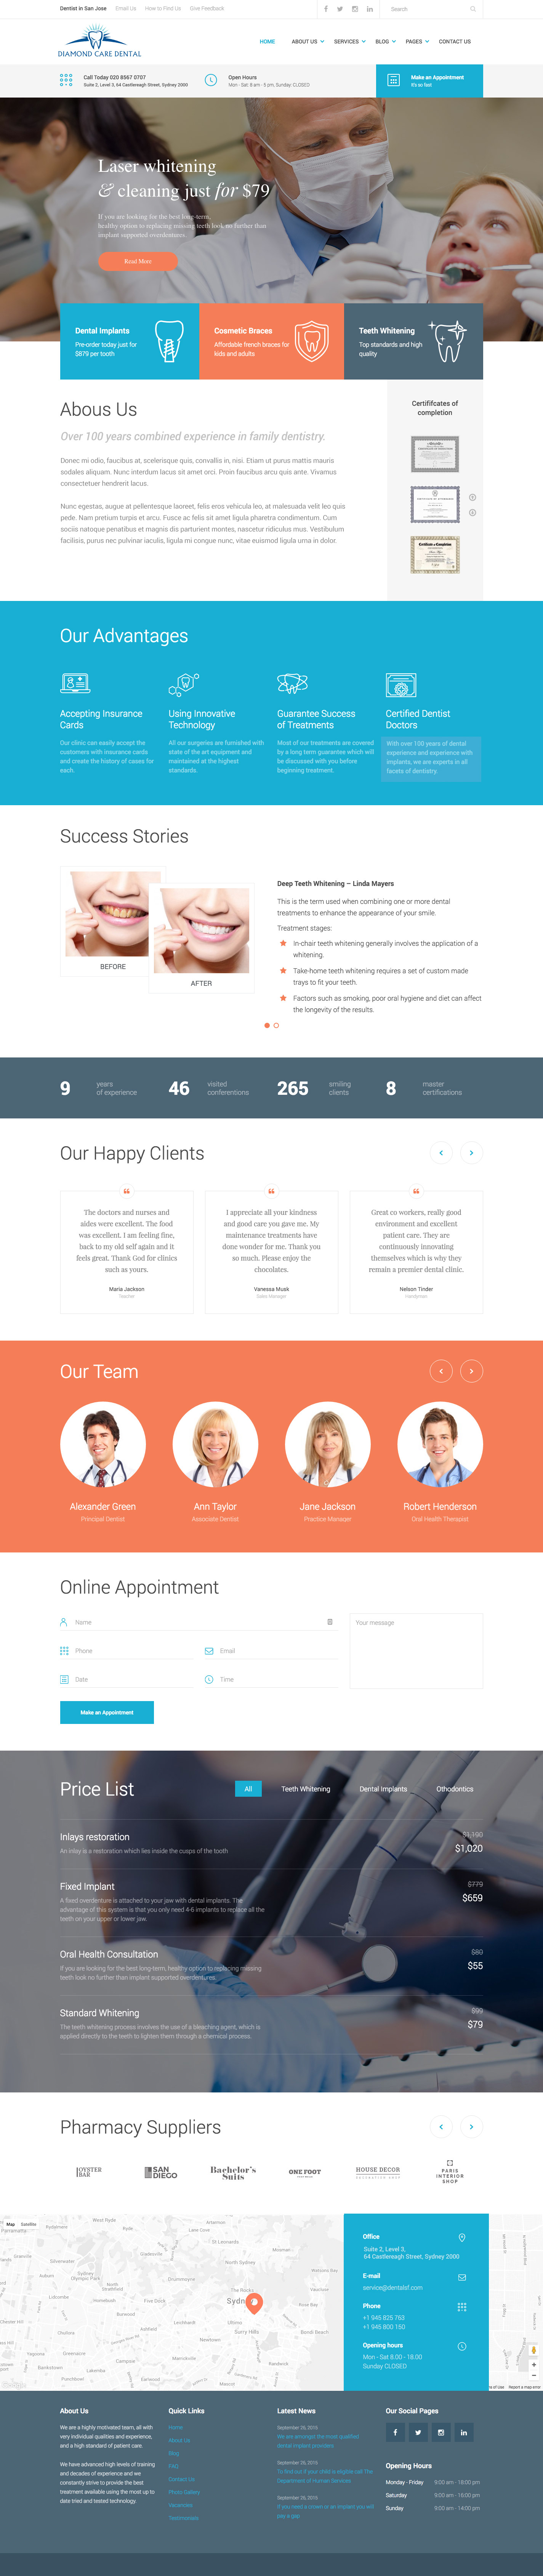 Dentist in San Jose Email Us How to Find Us Give Feedback Search
DIAMOND CARE DENTAL
HOME ABOUT US SERVICES BLOG PAGES CONTACT US
Call Today 020 8567 0707
Suite 2, Level 3, 64 Castlereagh Street, Sydney 2000
Open Hours
Mon - Sat: 8 am - 5 pm, Sunday: CLOSED
Make an Appointment
It's so fast
Laser whitening
& cleaning just for $79
If you are looking for the best long-term,
healthy option to replacing missing teeth look no further than
implant supported overdentures.
Read More
Dental Implants
Pre-order today just for
$879 per tooth
Cosmetic Braces
Affordable french braces for
kids and adults
Teeth Whitening
Top standards and high
quality
Abous Us
Over 100 years combined experience in family dentistry.
Donec mi odio, faucibus at, scelerisque quis, convallis in, nisi. Etiam ut purus mattis mauris
sodales aliquam. Nunc interdum lacus sit amet orci. Proin faucibus arcu quis ante. Vivamus
consectetuer hendrerit lacus.
Nunc egestas, augue at pellentesque laoreet, felis eros vehicula leo, at malesuada velit leo quis
pede. Nam pretium turpis et arcu. Fusce ac felis sit amet ligula pharetra condimentum. Cum
sociis natoque penatibus et magnis dis parturient montes, nascetur ridiculus mus. Vestibulum
facilisis, purus nec pulvinar iaculis, ligula mi congue nunc, vitae euismod ligula urna in dolor.
Certififcates of
completion
Our Advantages
Accepting Insurance
Cards
Our clinic can easily accept the
customers with insurance cards
and create the history of cases for
each.
Using Innovative
Technology
All our surgeries are furnished with
state of the art equipment and
maintained at the highest
standards.
Guarantee Success
of Treatments
Most of our treatments are covered
by a long term guarantee which will
be discussed with you before
beginning treatment.
Certified Dentist
Doctors
With over 100 years of dental
experience and experience with
implants, we are experts in all
facets of dentistry.
Success Stories
BEFORE
AFTER
Deep Teeth Whitening – Linda Mayers
This is the term used when combining one or more dental
treatments to enhance the appearance of your smile.
Treatment stages:
In-chair teeth whitening generally involves the application of a
whitening.
Take-home teeth whitening requires a set of custom made
trays to fit your teeth.
Factors such as smoking, poor oral hygiene and diet can affect
the longevity of the results.
9 years
of experience
46 visited
conferentions
265 smiling
clients
8 master
certifications
Our Happy Clients
The doctors and nurses and
aides were excellent. The food
was excellent. I am feeling fine,
back to my old self again and it
feels great. Thank God for clinics
such as yours.
Maria Jackson
Teacher
I appreciate all your kindness
and good care you gave me. My
maintenance treatments have
done wonder for me. Thank you
so much. Please enjoy the
chocolates.
Vanessa Musk
Sales Manager
Great co workers, really good
environment and excellent
patient care. They are
continuously innovating
themselves which is why they
remain a premier dental clinic.
Nelson Tinder
Handyman
Our Team
Alexander Green
Principal Dentist
Ann Taylor
Associate Dentist
Jane Jackson
Practice Manager
Robert Henderson
Oral Health Therapist
Online Appointment
Name
Your message
Phone
Email
Date
Time
Make an Appointment
Price List
All Teeth Whitening Dental Implants Othodontics
Inlays restoration
An inlay is a restoration which lies inside the cusps of the tooth
$1,190
$1,020
Fixed Implant
A fixed overdenture is attached to your jaw with dental implants. The
advantage of this system is that you only need 4-6 implants to replace all the
teeth on your upper or lower jaw.
$779
$659
Oral Health Consultation
If you are looking for the best long-term, healthy option to replacing missing
teeth look no further than implant supported overdentures.
$80
$55
Standard Whitening
The teeth whitening procedure involves the use of a bleaching agent, which is
applied directly to the teeth to lighten them through a chemical process.
$99
$79
Pharmacy Suppliers
OYSTER
BAR
SAN
DIEGO
Bachelor's
Suits
ONE FOOT
HOUSE DECOR
PARIS
INTERIOR
SHOP
Map Satellite
Office
Suite 2, Level 3,
64 Castlereagh Street, Sydney 2000
E-mail
service@dentalsf.com
Phone
+1 945 825 763
+1 945 800 150
Opening hours
Mon - Sat 8.00 - 18.00
Sunday CLOSED
Report a map error
About Us
We are a highly motivated team, all with
very individual qualities and experience,
and a high standard of patient care.
We have advanced high levels of training
and decades of experience and we
constantly strive to provide the best
treatment available using the most up to
date tried and tested technology
Quick Links
Home
About Us
Blog
FAQ
Contact Us
Photo Gallery
Vacancies
Testimonials
Latest News
September 26, 2015
We are amongst the most qualified
dental implant providers
September 26, 2015
To find out if your child is eligible call The
Department of Human Services
September 26, 2015
If you need a crown or an implant you will
pay a gap
Our Social Pages
Opening Hours
Monday - Friday 9:00 am - 18:00 pm
Saturday 9:00 am - 16:00 pm
Sunday 9:00 am - 14:00 pm